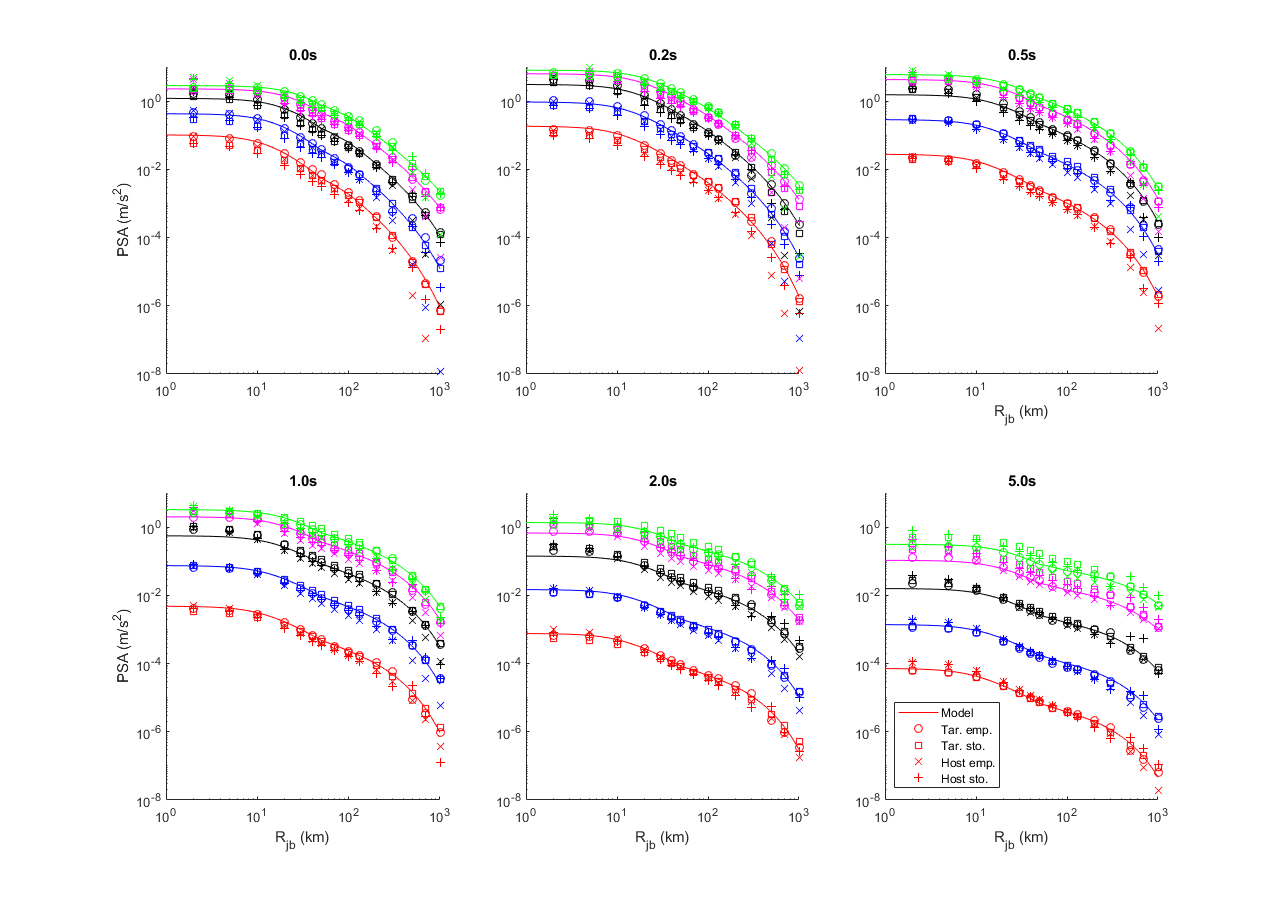 0.0s
0.2s
0.5s
PSA (m/s²)
10⁰
10⁻²
10⁻⁴
10⁻⁶
10⁻⁸
10⁰ 10¹ 10² 10³
10⁰
10⁻²
10⁻⁴
10⁻⁶
10⁻⁸
10⁰ 10¹ 10² 10³
10⁰
10⁻²
10⁻⁴
10⁻⁶
10⁻⁸
10⁰ 10¹ 10² 10³
R_jb (km)
1.0s
2.0s
5.0s
PSA (m/s²)
10⁰
10⁻²
10⁻⁴
10⁻⁶
10⁻⁸
10⁰ 10¹ 10² 10³
R_jb (km)
10⁰
10⁻²
10⁻⁴
10⁻⁶
10⁻⁸
10⁰ 10¹ 10² 10³
R_jb (km)
10⁰
10⁻²
10⁻⁴
10⁻�6
10⁻⁸
Model
Tar. emp.
Tar. sto.
Host emp.
Host sto.
10⁰ 10¹ 10² 10³
R_jb (km)